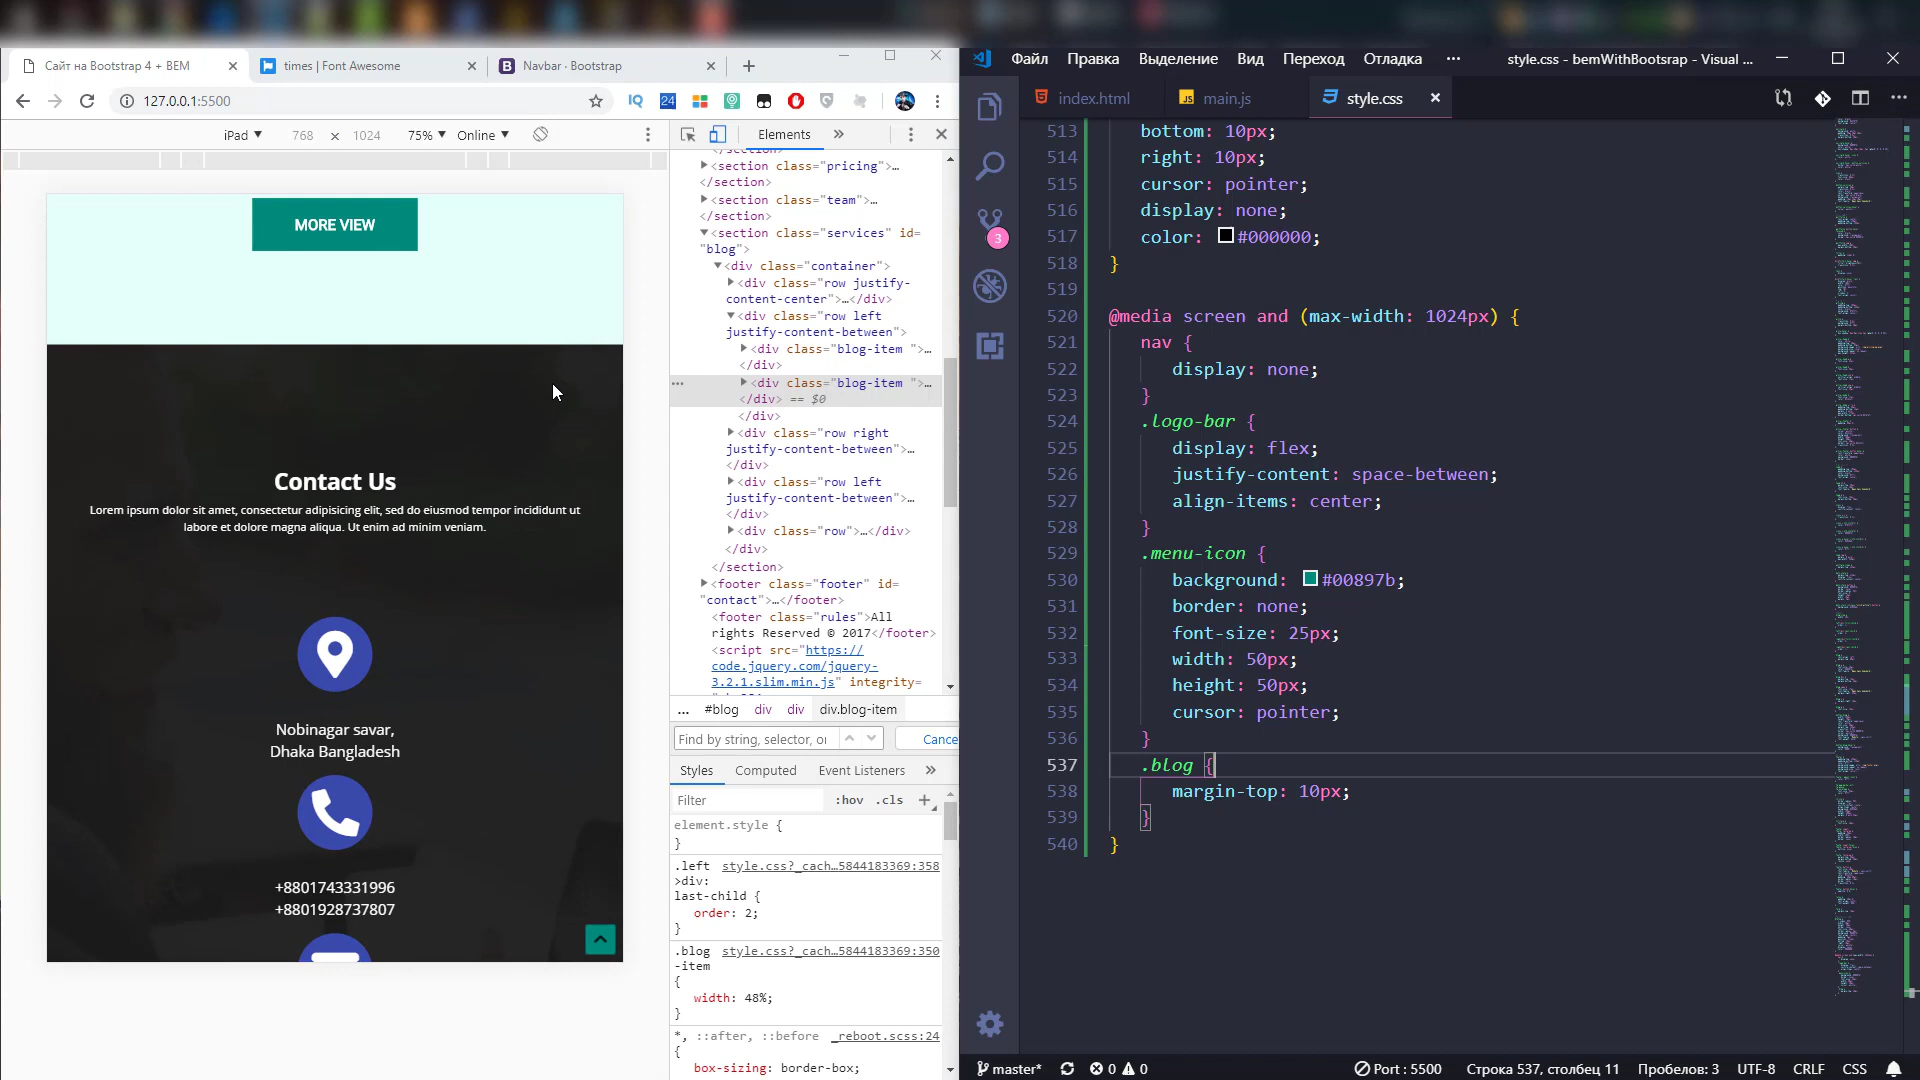 Сайт на Bootstrap 4 + BEM
times | Font Awesome
Navbar · Bootstrap
127.0.0.1:5500
IQ
24
iPad ▼ 768 × 1024 75% ▼ Online ▼
MORE VIEW
Contact Us
Lorem ipsum dolor sit amet, consectetur adipisicing elit, sed do eiusmod tempor incididunt ut
labore et dolore magna aliqua. Ut enim ad minim veniam.
Nobinagar savar,
Dhaka Bangladesh
+8801743331996
+8801928737807
Elements »
</section>
<section class="pricing">…
</section>
<section class="team">…
</section>
<section class="services" id=
"blog">
<div class="container">
<div class="row justify-
content-center">…</div>
<div class="row left
justify-content-between">
<div class="blog-item ">…
</div>
<div class="blog-item ">…
</div> == $0
</div>
<div class="row right
justify-content-between">…
</div>
<div class="row left
justify-content-between">…
</div>
<div class="row">…</div>
</div>
</section>
<footer class="footer" id=
"contact">…</footer>
<footer class="rules">All
rights Reserved © 2017</footer>
<script src="https://
code.jquery.com/jquery-
3.2.1.slim.min.js" integrity=
... #blog div div div.blog-item
Find by string, selector, or
Cance
Styles Computed Event Listeners »
Filter :hov .cls +
element.style {
}
.left style.css?_cach…5844183369:358
>div:
last-child {
order: 2;
}
.blog style.css?_cach…5844183369:350
-item
{
width: 48%;
}
*, ::after, ::before _reboot.scss:24
{
box-sizing: border-box;
Файл Правка Выделение Вид Переход Отладка ··· style.css - bemWithBootsrap - Visual ...
index.html main.js style.css
3
513 bottom: 10px;
514 right: 10px;
515 cursor: pointer;
516 display: none;
517 color: #000000;
518 }
519
520 @media screen and (max-width: 1024px) {
521 nav {
522 display: none;
523 }
524 .logo-bar {
525 display: flex;
526 justify-content: space-between;
527 align-items: center;
528 }
529 .menu-icon {
530 background: #00897b;
531 border: none;
532 font-size: 25px;
533 width: 50px;
534 height: 50px;
535 cursor: pointer;
536 }
537 .blog {
538 margin-top: 10px;
539 }
540 }
master* 0 0 Port : 5500 Строка 537, столбец 11 Пробелов: 3 UTF-8 CRLF CSS